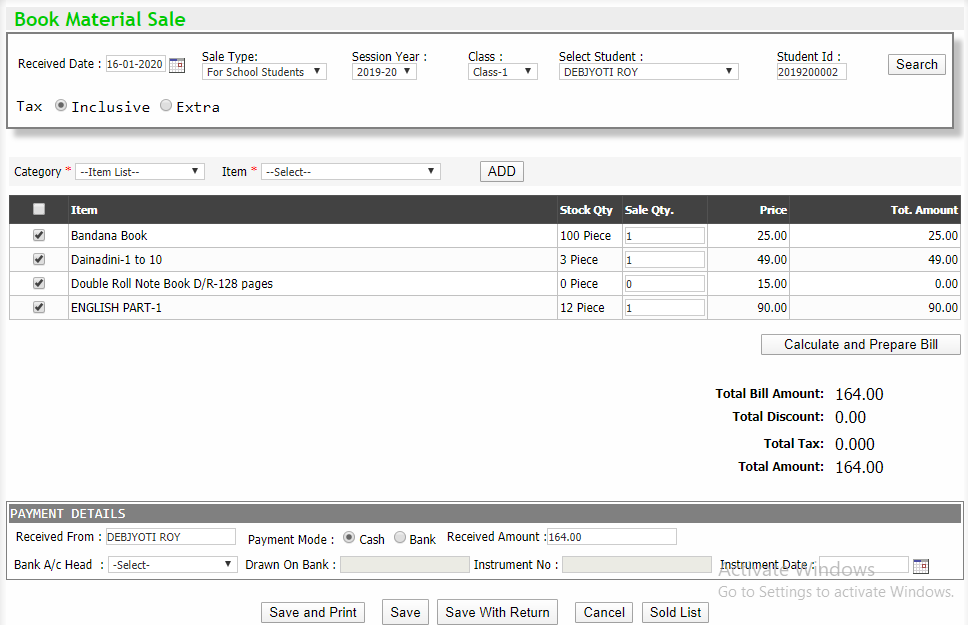 Book Material Sale
Received Date : 16-01-2020 Sale Type: For School Students Session Year : 2019-20 Class : Class-1 Select Student : DEBJYOTI ROY Student Id : 2019200002 Search
Tax Inclusive Extra
Category * --Item List-- Item * --Select-- ADD
Item Stock Qty Sale Qty. Price Tot. Amount
Bandana Book 100 Piece 1 25.00 25.00
Dainadini-1 to 10 3 Piece 1 49.00 49.00
Double Roll Note Book D/R-128 pages 0 Piece 0 15.00 0.00
ENGLISH PART-1 12 Piece 1 90.00 90.00
Calculate and Prepare Bill
Total Bill Amount: 164.00
Total Discount: 0.00
Total Tax: 0.000
Total Amount: 164.00
PAYMENT DETAILS
Received From : DEBJYOTI ROY Payment Mode : Cash Bank Received Amount : 164.00
Bank A/c Head : -Select- Drawn On Bank : Instrument No : Instrument Date :
Activate Windows
Go to Settings to activate Windows.
Save and Print Save Save With Return Cancel Sold List